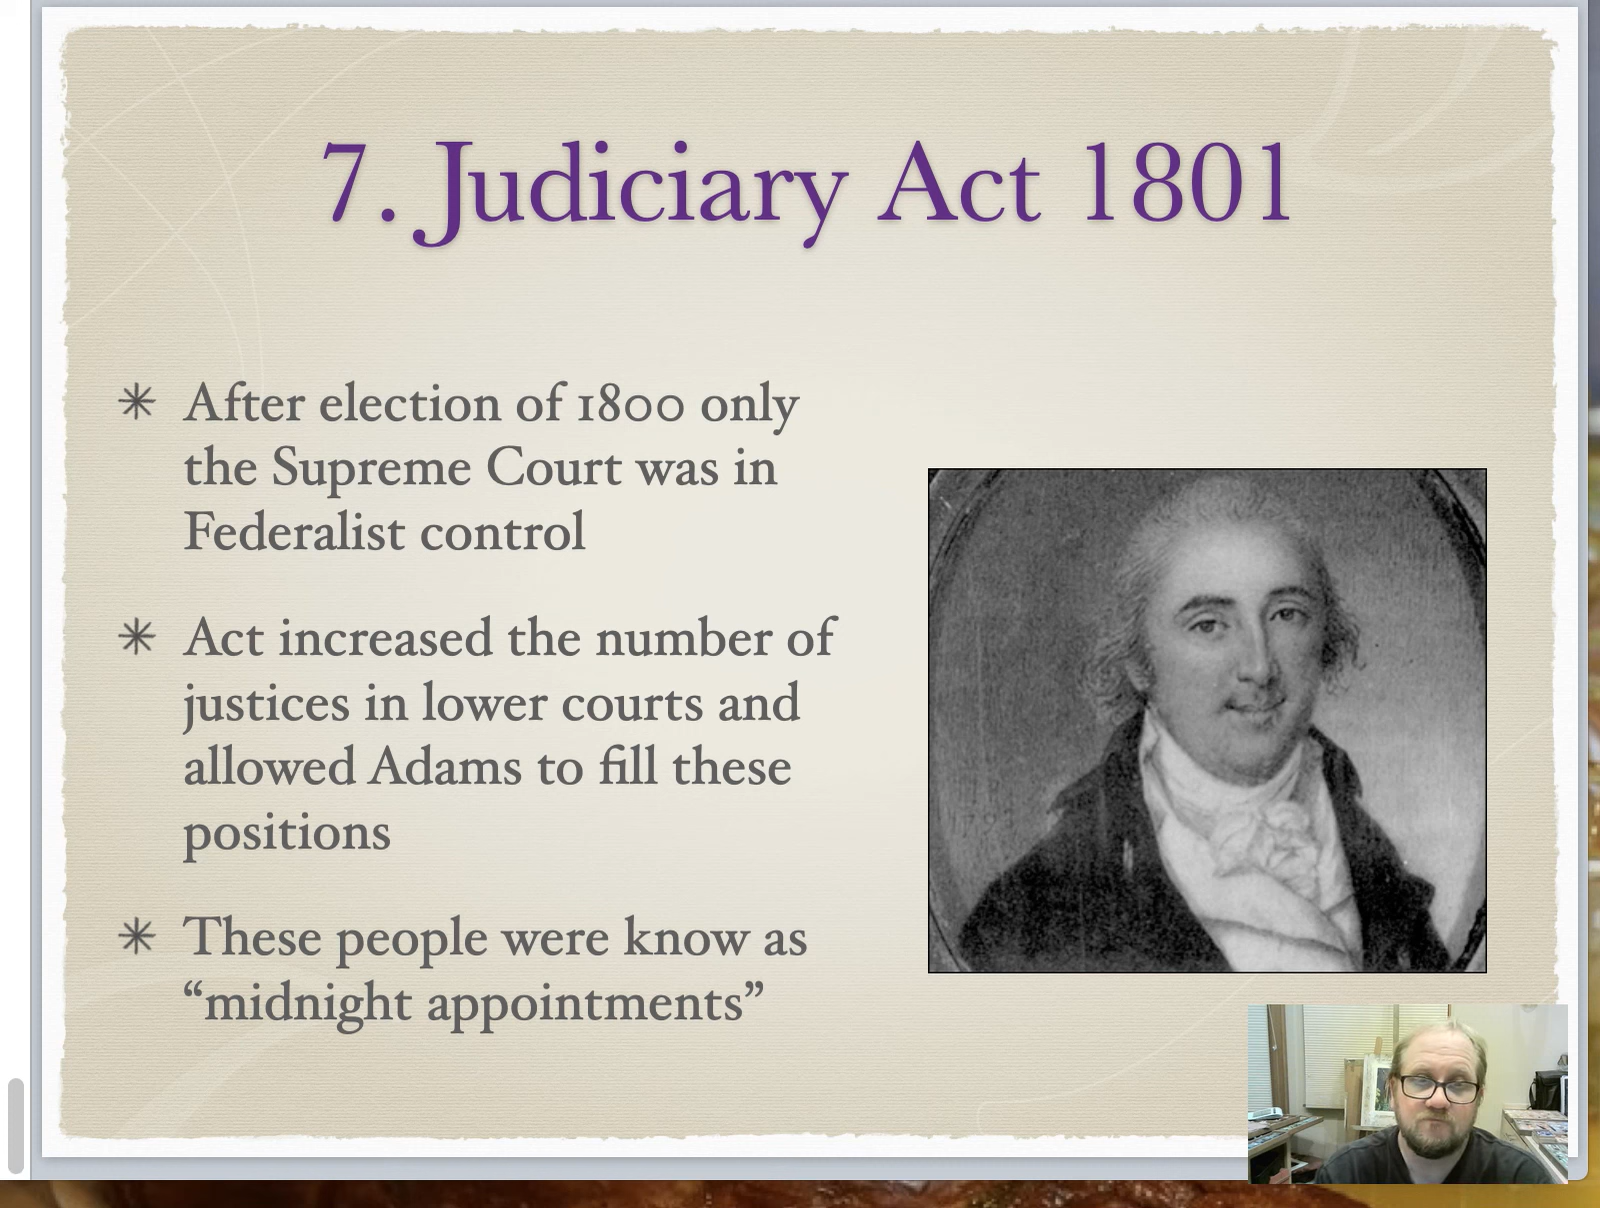 7. Judiciary Act 1801
After election of 1800 only
the Supreme Court was in
Federalist control
Act increased the number of
justices in lower courts and
allowed Adams to fill these
positions
These people were know as
“midnight appointments”